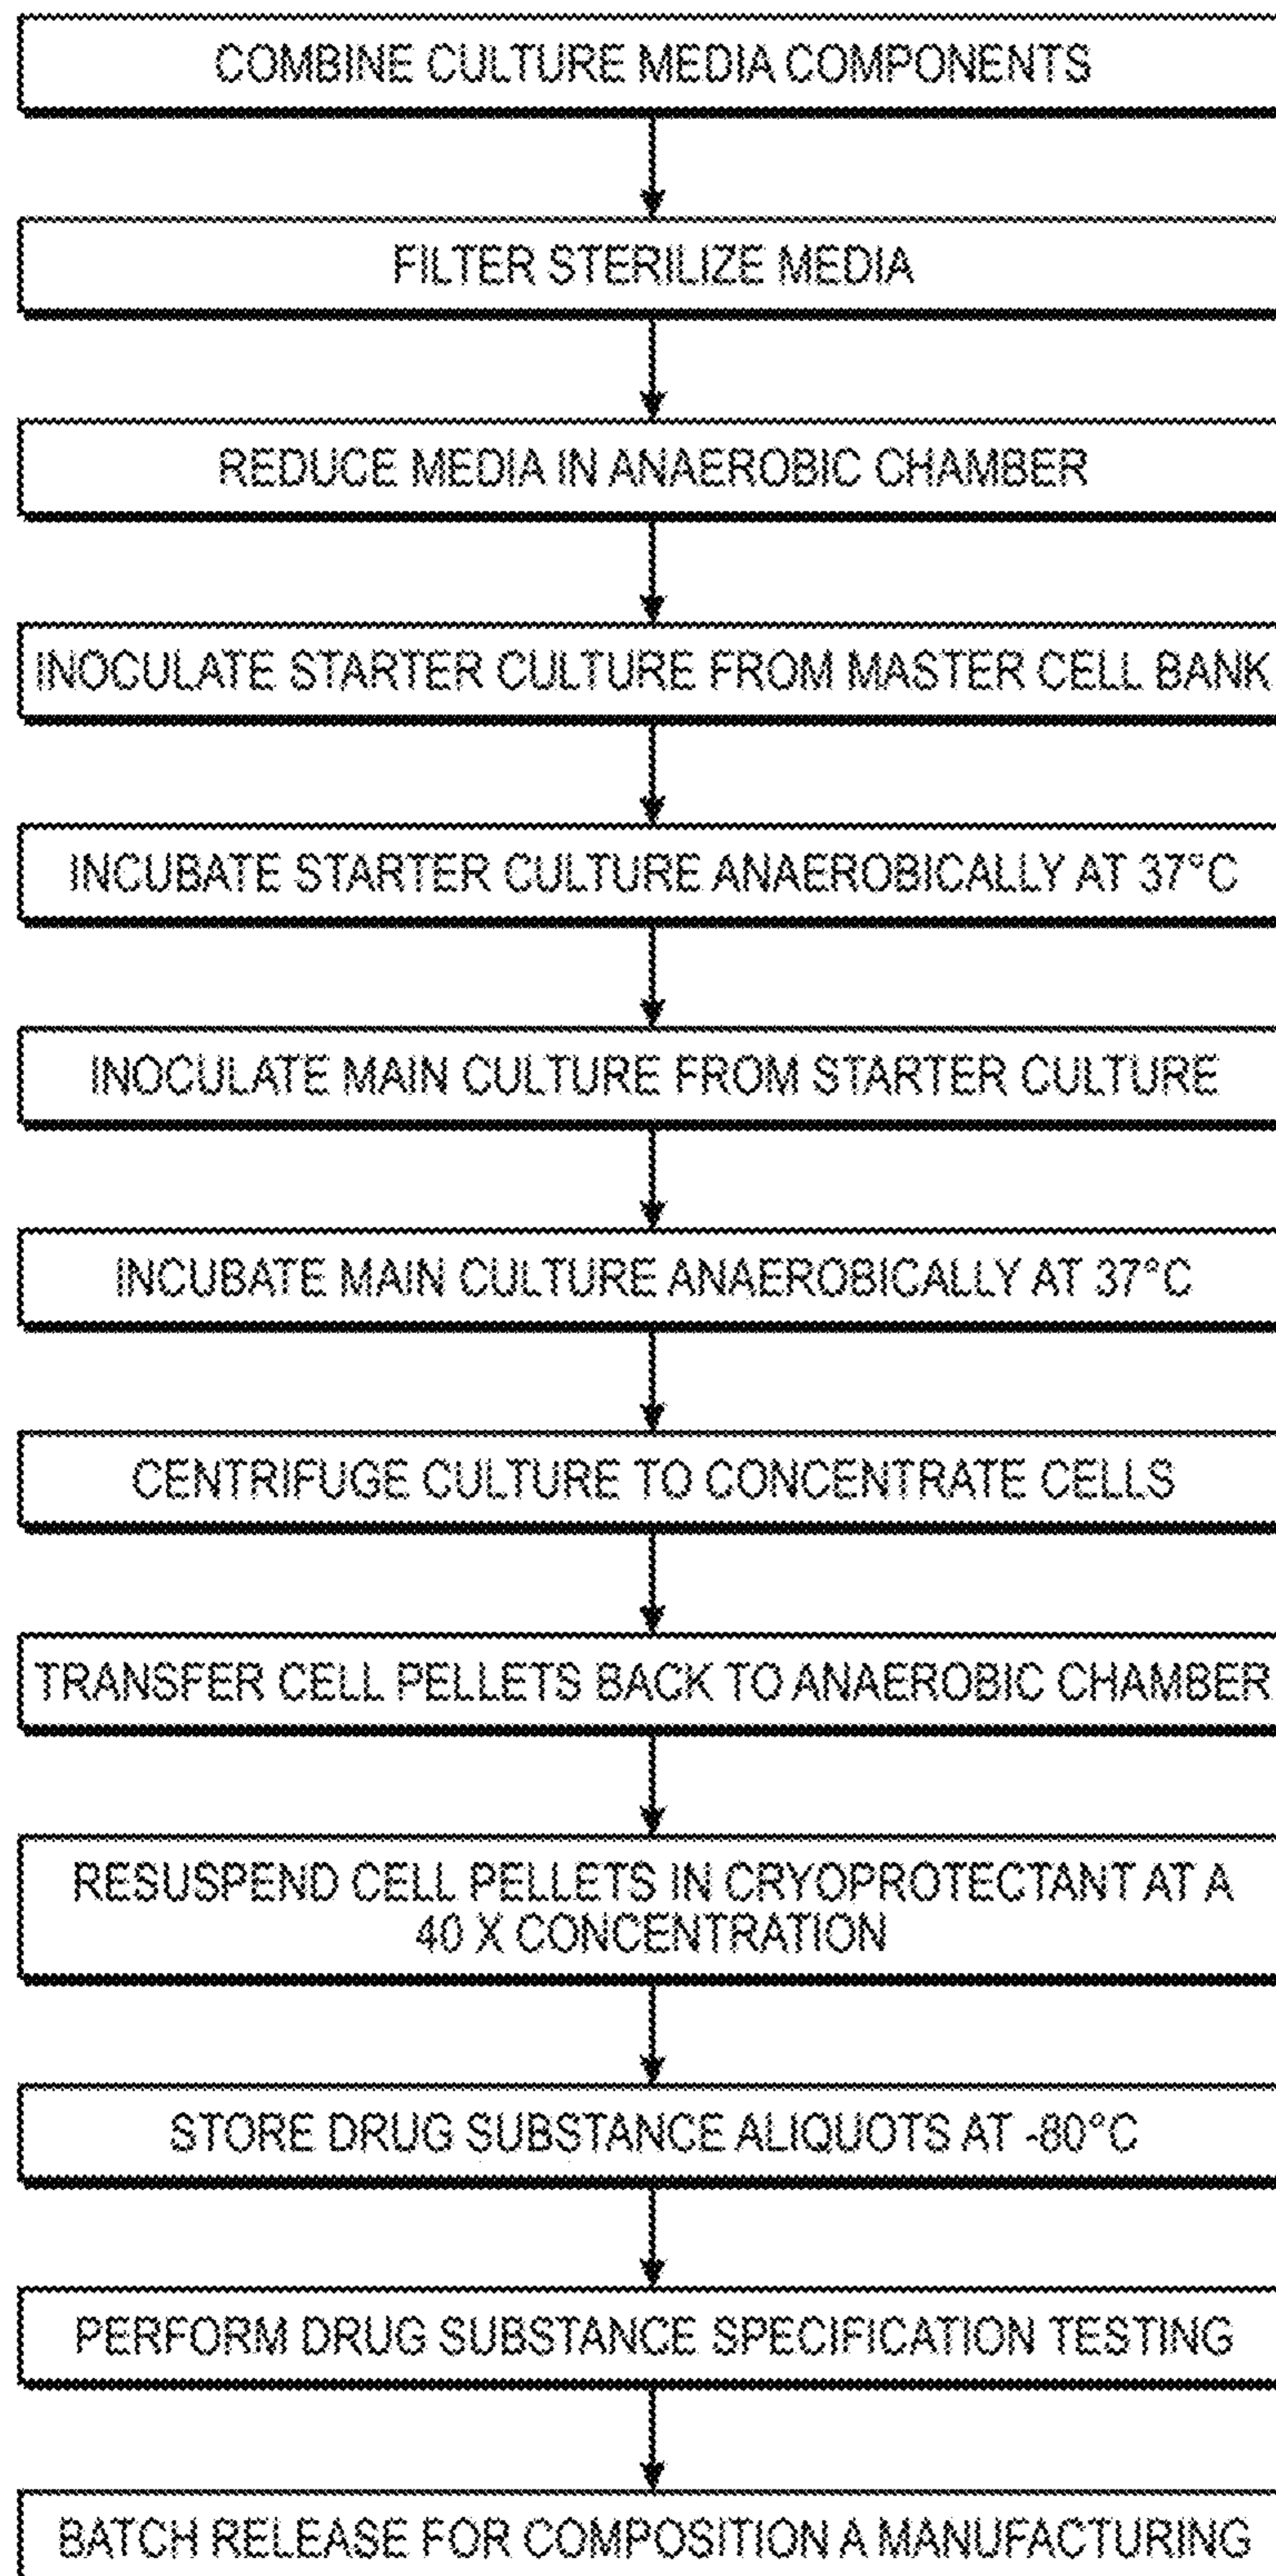 COMBINE CULTURE MEDIA COMPONENTS
FILTER STERILIZE MEDIA
REDUCE MEDIA IN ANAEROBIC CHAMBER
INOCULATE STARTER CULTURE FROM MASTER CELL BANK
INCUBATE STARTER CULTURE ANAEROBICALLY AT 37°C
INOCULATE MAIN CULTURE FROM STARTER CULTURE
INCUBATE MAIN CULTURE ANAEROBICALLY AT 37°C
CENTRIFUGE CULTURE TO CONCENTRATE CELLS
TRANSFER CELL PELLETS BACK TO ANAEROBIC CHAMBER
RESUSPEND CELL PELLETS IN CRYOPROTECTANT AT A
40 X CONCENTRATION
STORE DRUG SUBSTANCE ALIQUOTS AT -80°C
PERFORM DRUG SUBSTANCE SPECIFICATION TESTING
BATCH RELEASE FOR COMPOSITION A MANUFACTURING